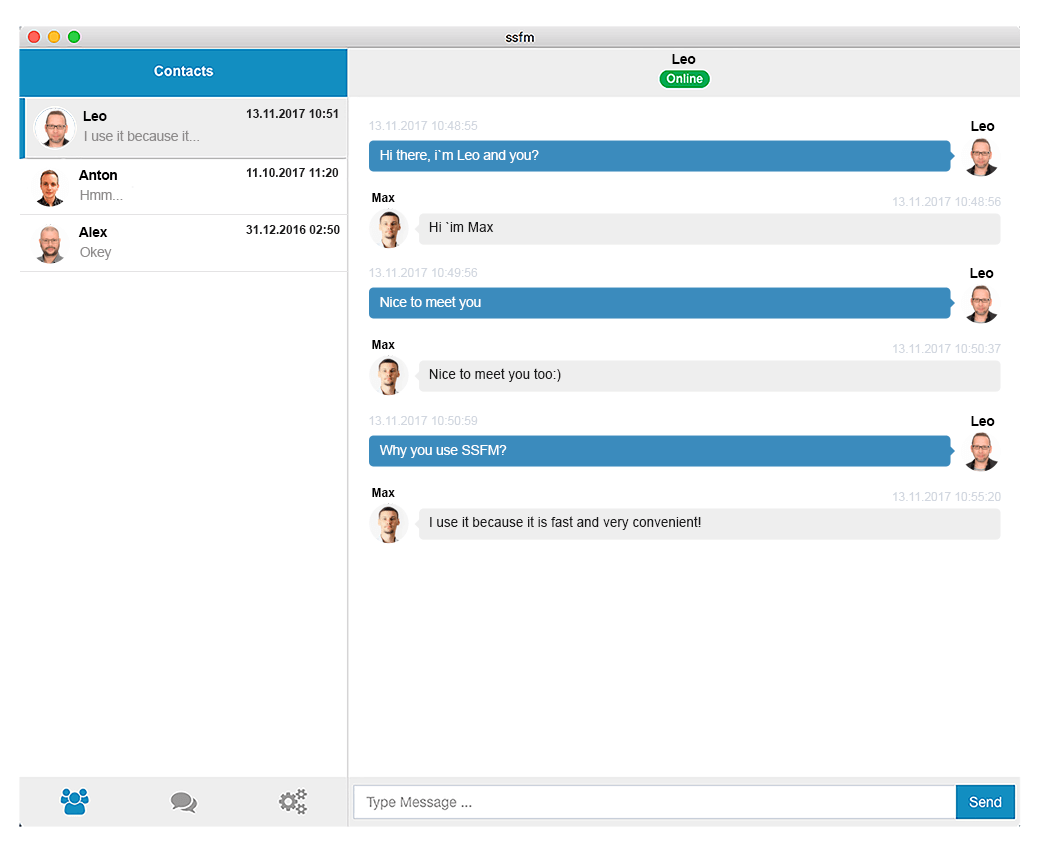 ssfm
Contacts
Leo
13.11.2017 10:51
I use it because it...
Anton
11.10.2017 11:20
Hmm...
Alex
31.12.2016 02:50
Okey
Leo
Online
13.11.2017 10:48:55
Leo
Hi there, i`m Leo and you?
Max
13.11.2017 10:48:56
Hi `im Max
13.11.2017 10:49:56
Leo
Nice to meet you
Max
13.11.2017 10:50:37
Nice to meet you too:)
13.11.2017 10:50:59
Leo
Why you use SSFM?
Max
13.11.2017 10:55:20
I use it because it is fast and very convenient!
Type Message ...
Send